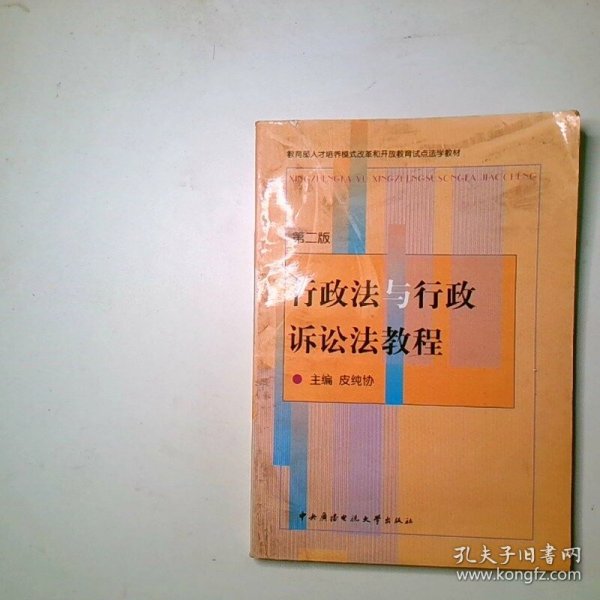 教育部人才培养模式改革和开放教育试点法学教材
XINGZHENGFA YU XINGZHENGSUSONGFA JIAOCHENG
第二版
行政法与行政
诉讼法教程
主编 皮纯协
中央广播电视大学出版社
孔夫子旧书网
www.kongfz.com